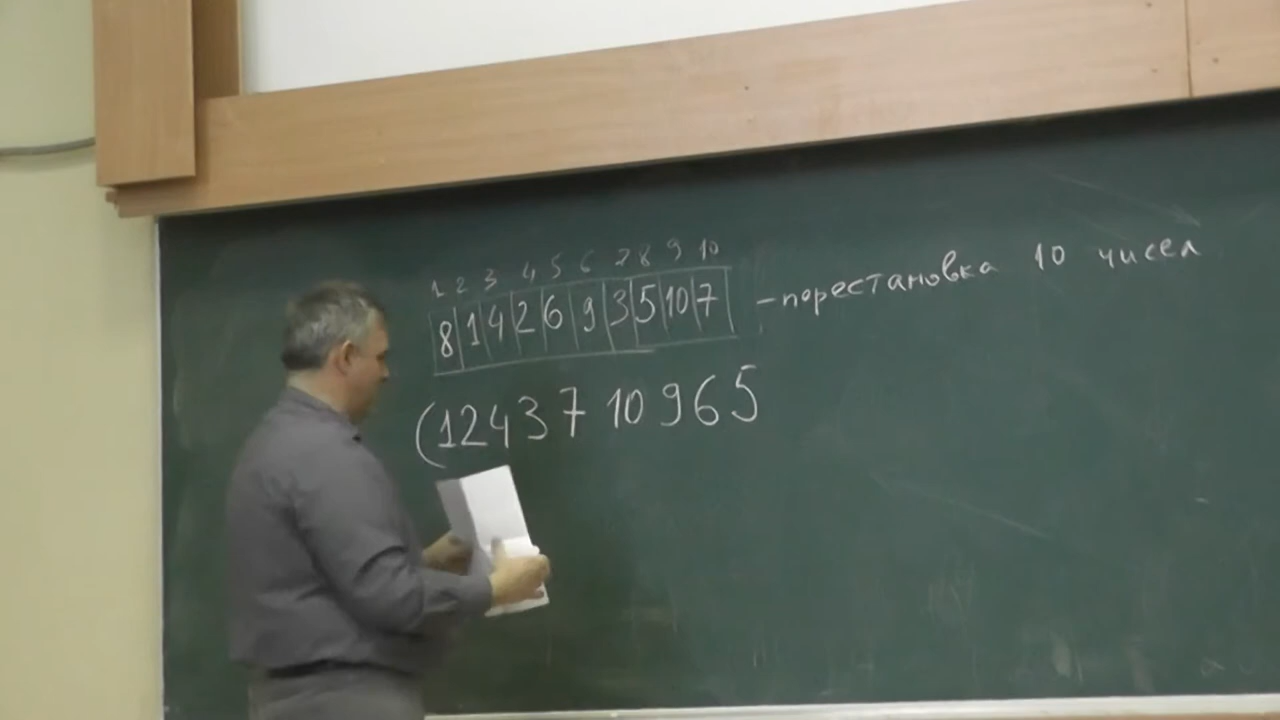 1 2 3 4 5 6 7 8 9 10
8 1 4 2 6 9 3 5 10 7 - перестановка 10 чисел
(1 2 4 3 7 10 9 6 5